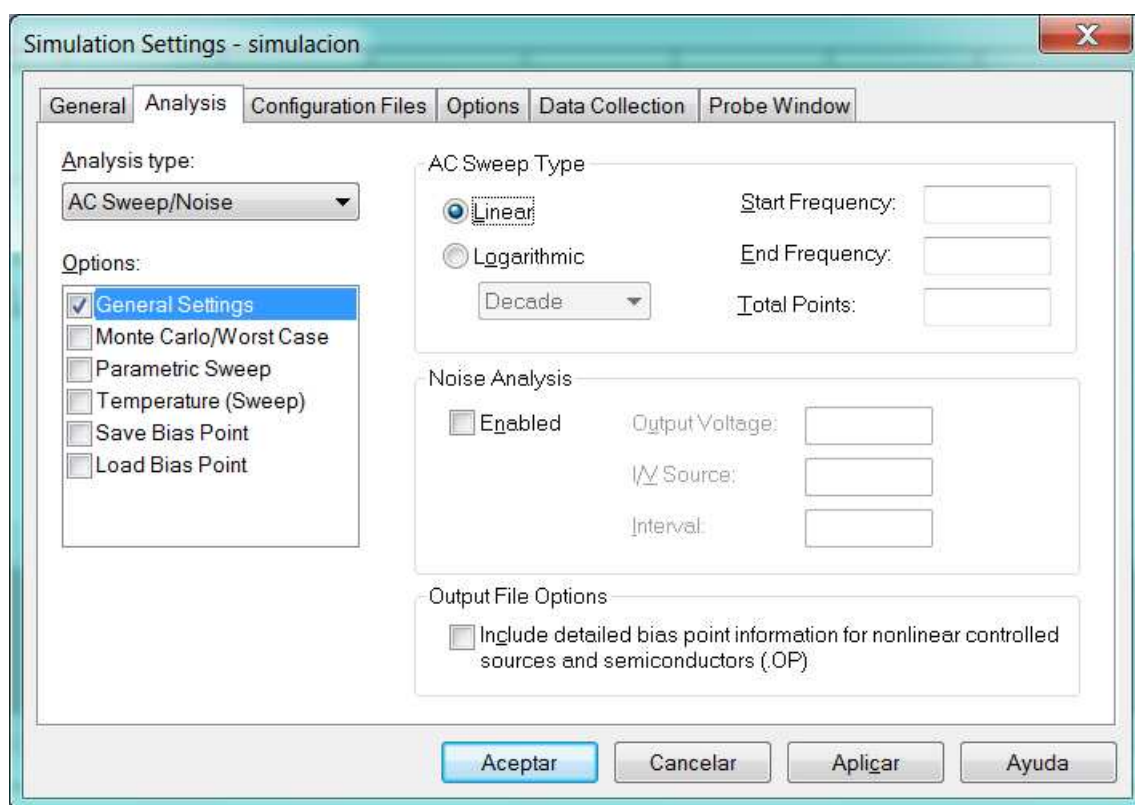 Simulation Settings - simulacion
General Analysis Configuration Files Options Data Collection Probe Window
Analysis type:
AC Sweep/Noise
Options:
General Settings
Monte Carlo/Worst Case
Parametric Sweep
Temperature (Sweep)
Save Bias Point
Load Bias Point
AC Sweep Type
Linear
Logarithmic
Decade
Start Frequency:
End Frequency:
Total Points:
Noise Analysis
Enabled
Output Voltage:
I/V Source:
Interval:
Output File Options
Include detailed bias point information for nonlinear controlled
sources and semiconductors (.OP)
Aceptar Cancelar Aplicar Ayuda